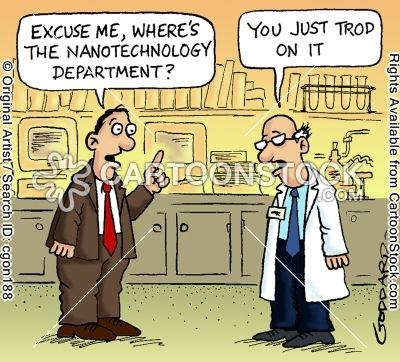 EXCUSE ME, WHERE'S
THE NANOTECHNOLOGY
DEPARTMENT?
YOU JUST TROD
ON IT
© Original Artist / Search ID: cgon188
Rights Available from CartoonStock.com
CARTOONSTOCK
.com
GODDARD